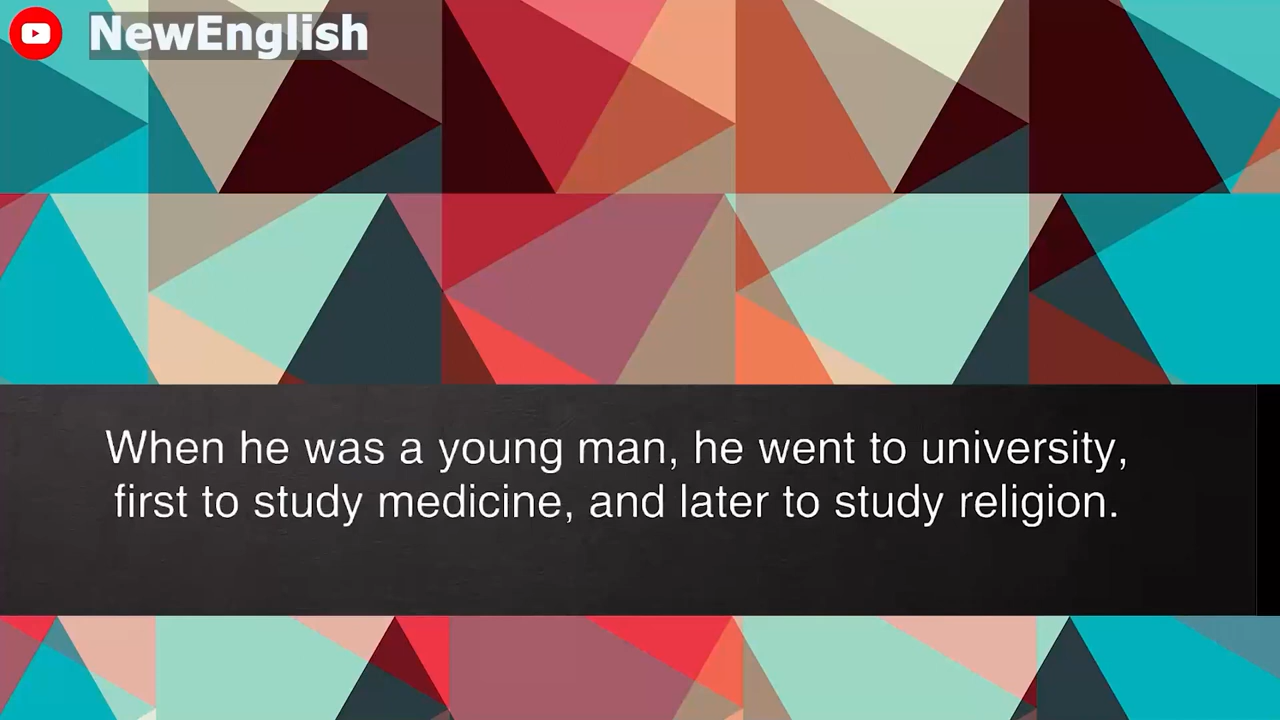 NewEnglish
When he was a young man, he went to university,
first to study medicine, and later to study religion.